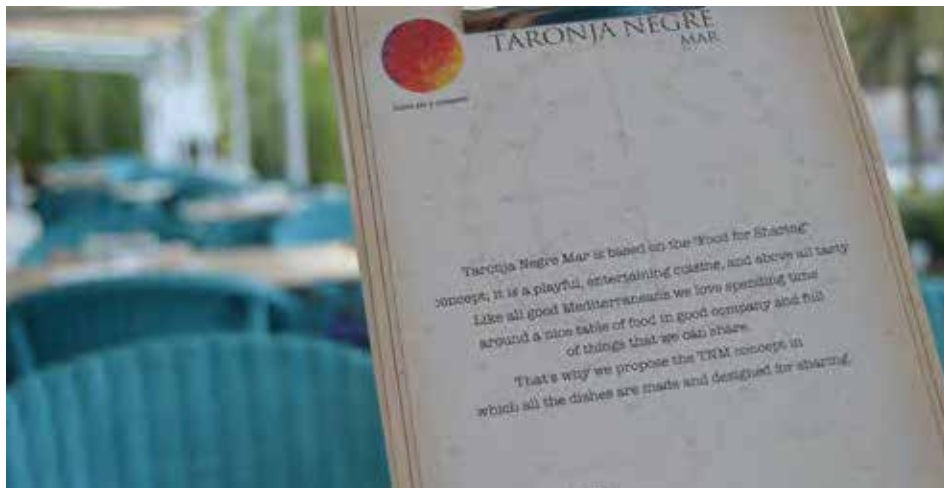 TARONJA NEGRE
MAR
Taronja Negre Mar is based on the "Food for Sharing"
concept; it is a playful, entertaining cuisine, and above all tasty
Like all good Mediterraneans we love spending time
around a nice table of food in good company and full
of things that we can share.
That's why we propose the TNM concept in
which all the dishes are made and designed for sharing